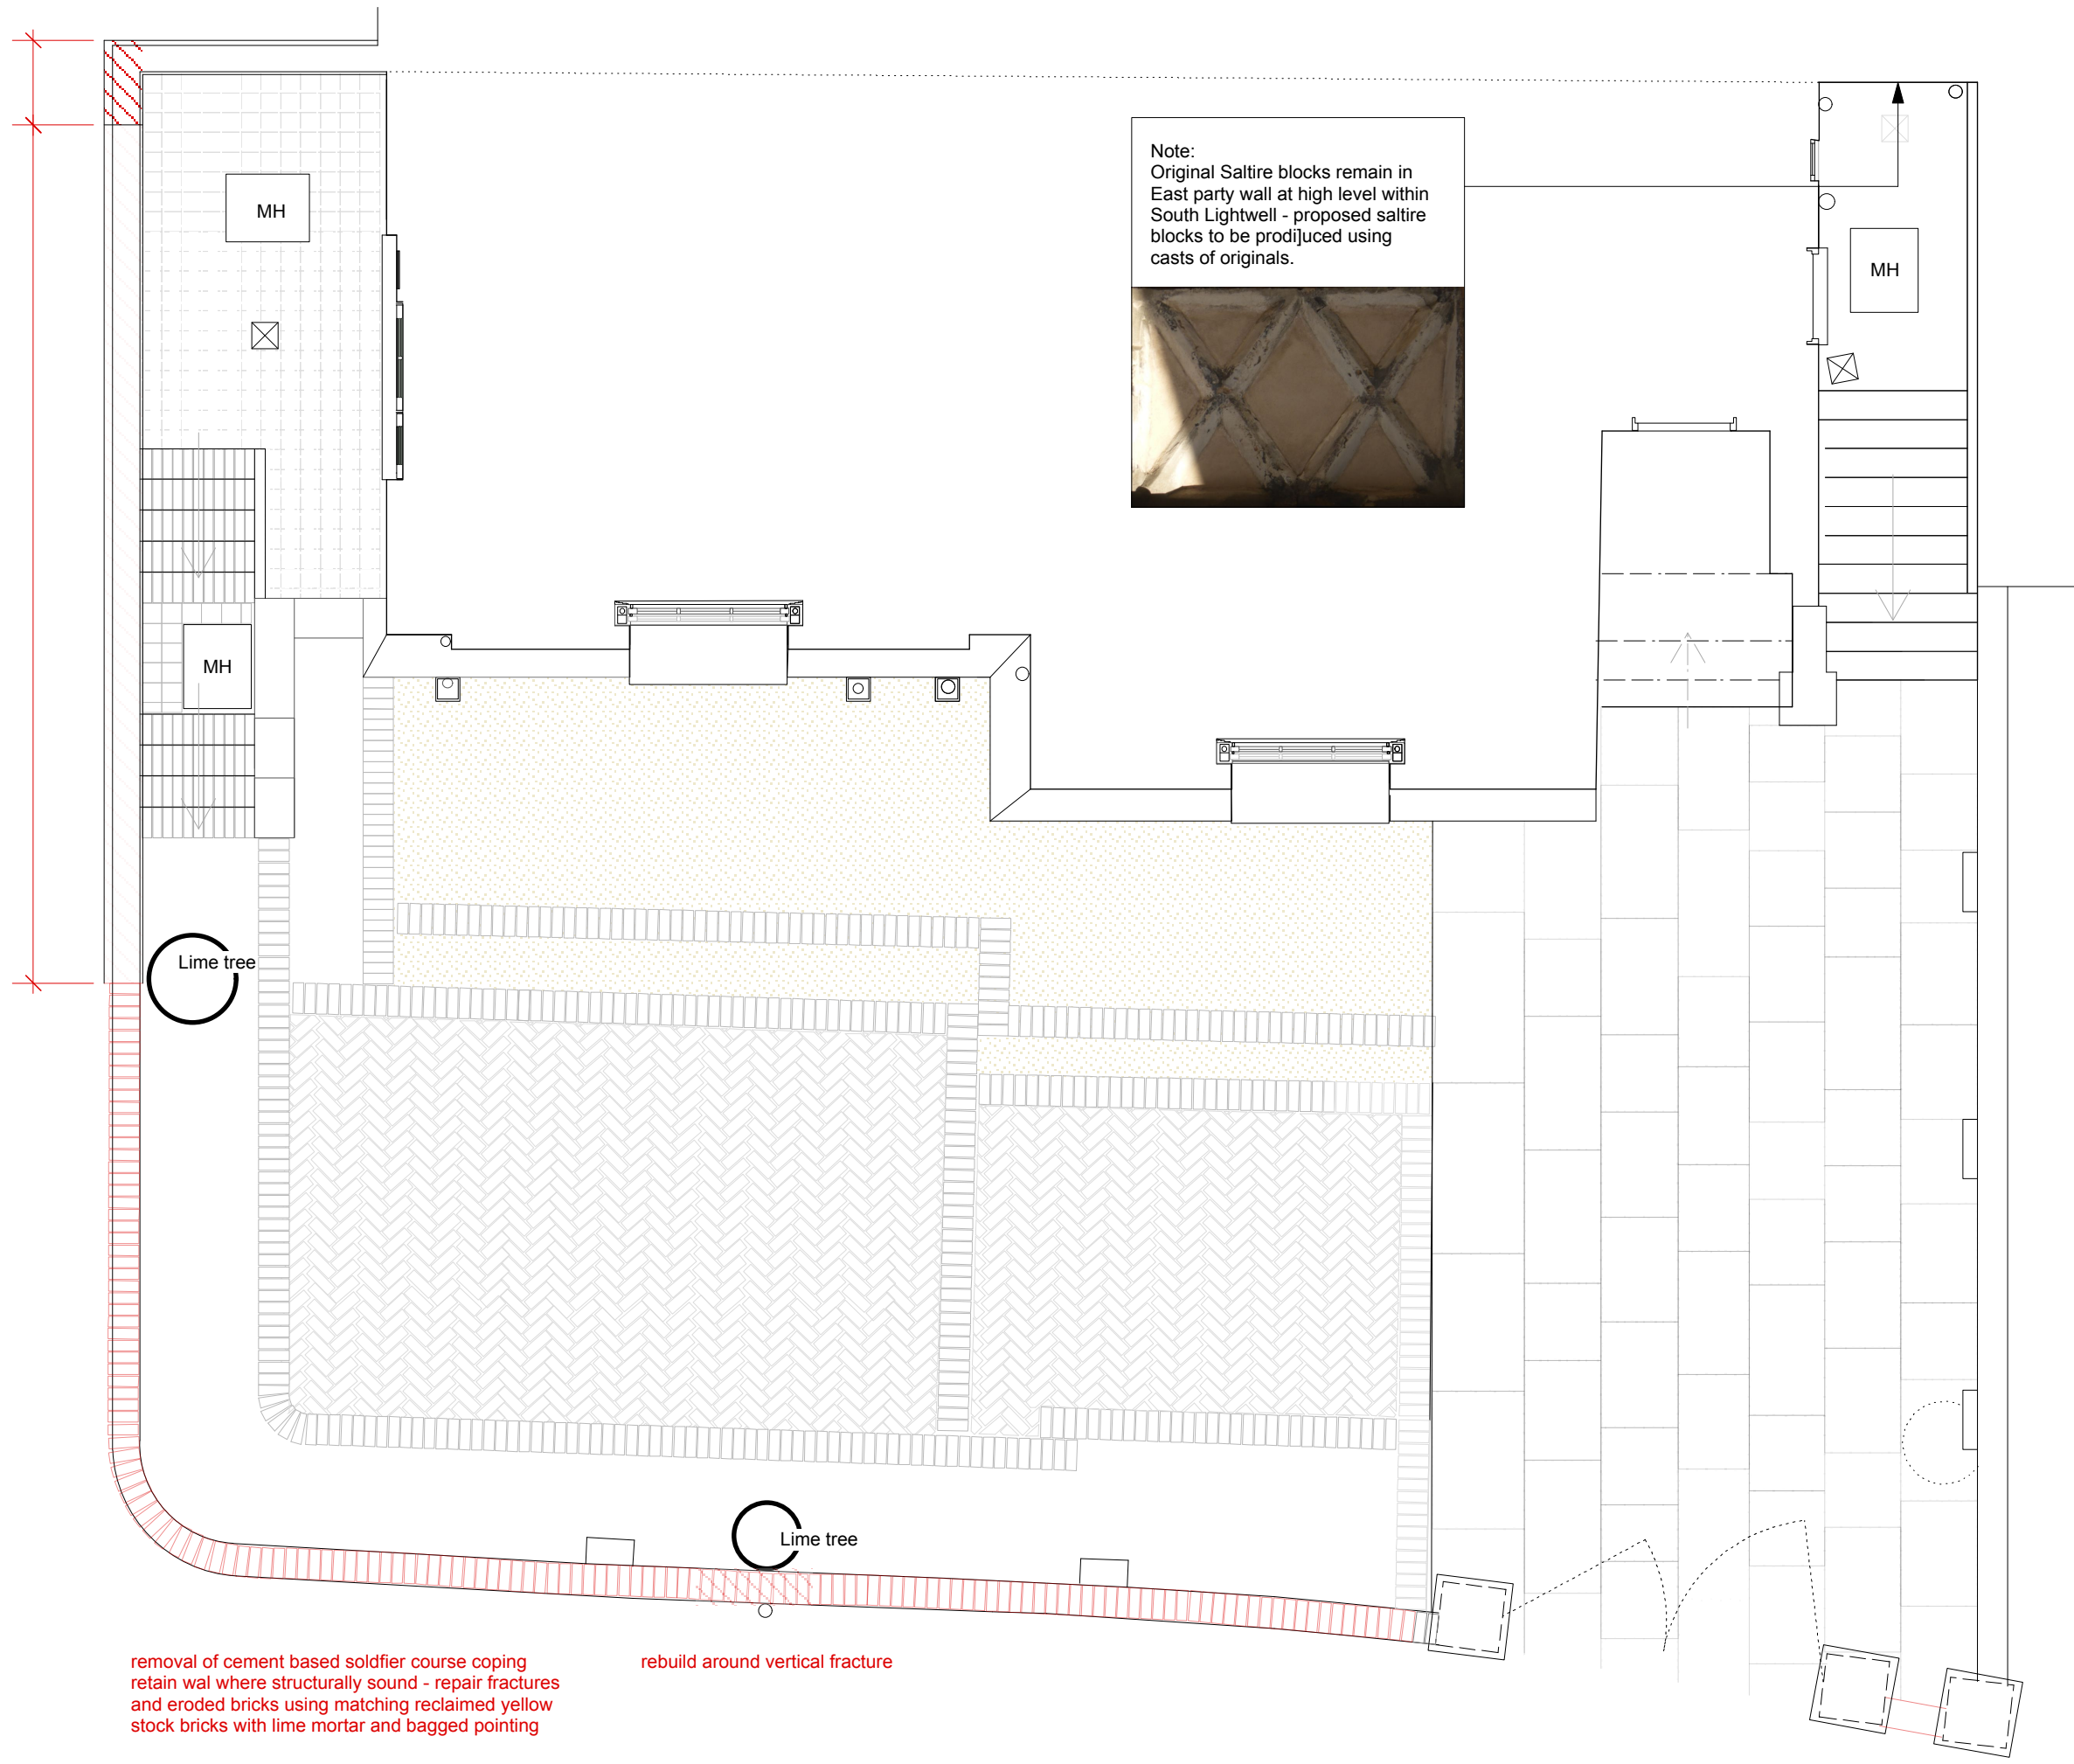 Note:
Original Saltire blocks remain in
East party wall at high level within
South Lightwell - proposed saltire
blocks to be prodi]uced using
casts of originals.
MH
MH
MH
Lime tree
Lime tree
removal of cement based soldfier course coping
retain wal where structurally sound - repair fractures
and eroded bricks using matching reclaimed yellow
stock bricks with lime mortar and bagged pointing
rebuild around vertical fracture